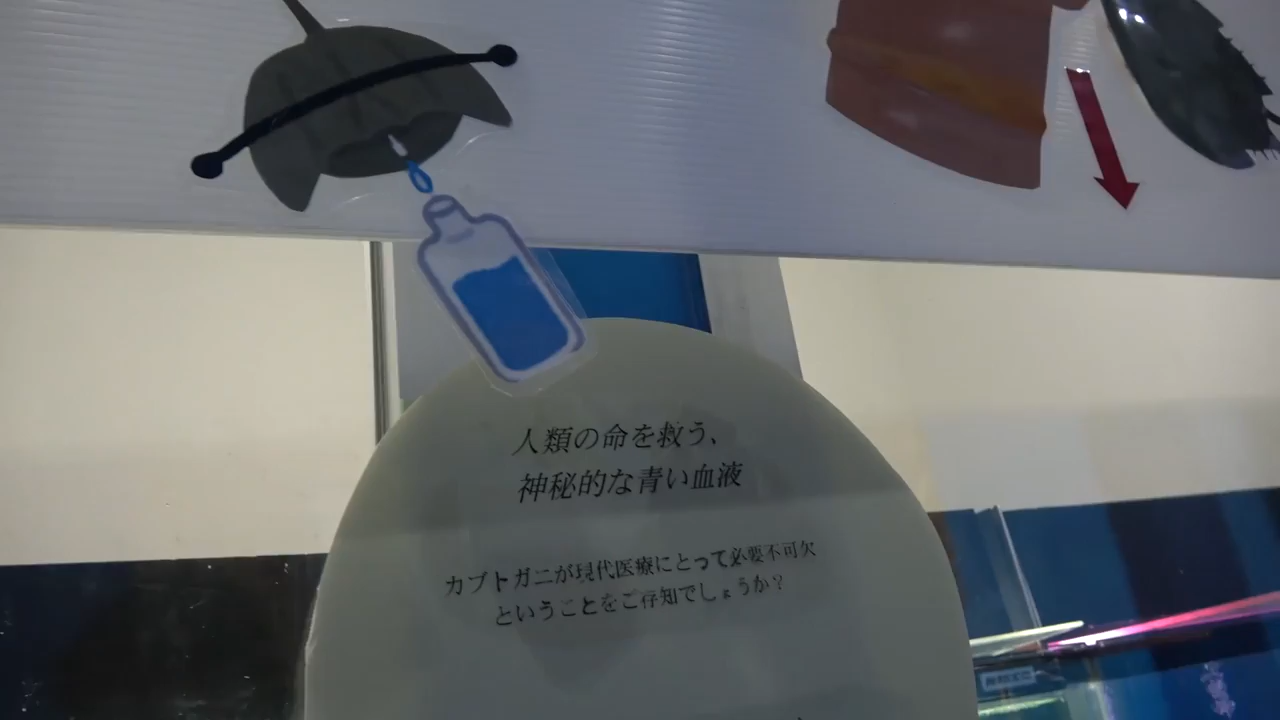 人類の命を救う、
神秘的な青い血液
カブトガニが現代医療にとって必要不可欠
ということをご存知でしょうか？